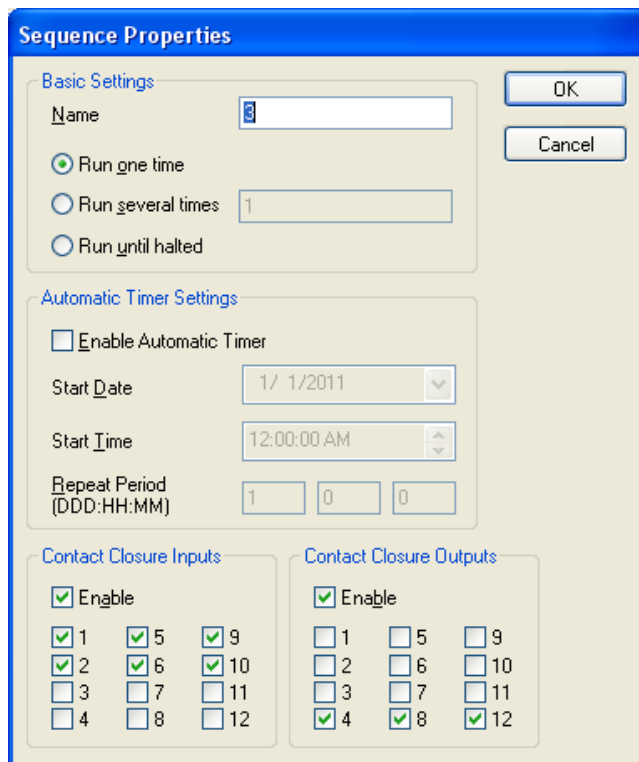 Sequence Properties
Basic Settings
Name 3
OK
Cancel
Run one time
Run several times 1
Run until halted
Automatic Timer Settings
Enable Automatic Timer
Start Date 1/ 1/2011
Start Time 12:00:00 AM
Repeat Period
(DDD:HH:MM) 1 0 0
Contact Closure Inputs
Enable
1 5 9
2 6 10
3 7 11
4 8 12
Contact Closure Outputs
Enable
1 5 9
2 6 10
3 7 11
4 8 12